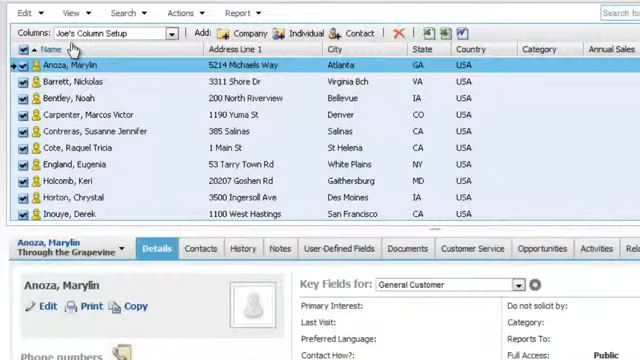 Edit View Search Actions Report Search for some
Columns: Joe's Column Setup Add: Company Individual Contact
Name Address Line 1 City State Country Category Annual Sales
Anoza, Marylin 5214 Michaels Way Atlanta GA USA
Barrett, Nickolas 3311 Shore Dr Virginia Bch VA USA
Bentley, Noah 200 North Riverview Bellevue IA USA
Carpenter, Marcos Victor 1190 Yuma St Denver CO USA
Contreras, Susanne Jennifer 385 Salinas Salinas CA USA
Cote, Raquel Tricia 1 Main St St Helena CA USA
England, Eugenia 53 Tarry Town Rd White Plains NY USA
Holcomb, Keri 20207 Goshen Rd Gaithersburg MD USA
Horton, Chrystal 3500 Ingersoll Ave Des Moines IA USA
Inouye, Derek 1100 West Hastings San Francisco CA USA
Anoza, Marylin
Through the Grapevine Details Contacts History Notes User-Defined Fields Documents Customer Service Opportunities Activities Rela
Anoza, Marylin Key Fields for: General Customer
Edit Print Copy Primary Interest: Do not solicit by:
Last Visit: Category:
Preferred Language: Reports To:
Phone numbers Contact How?: Full Access: Public